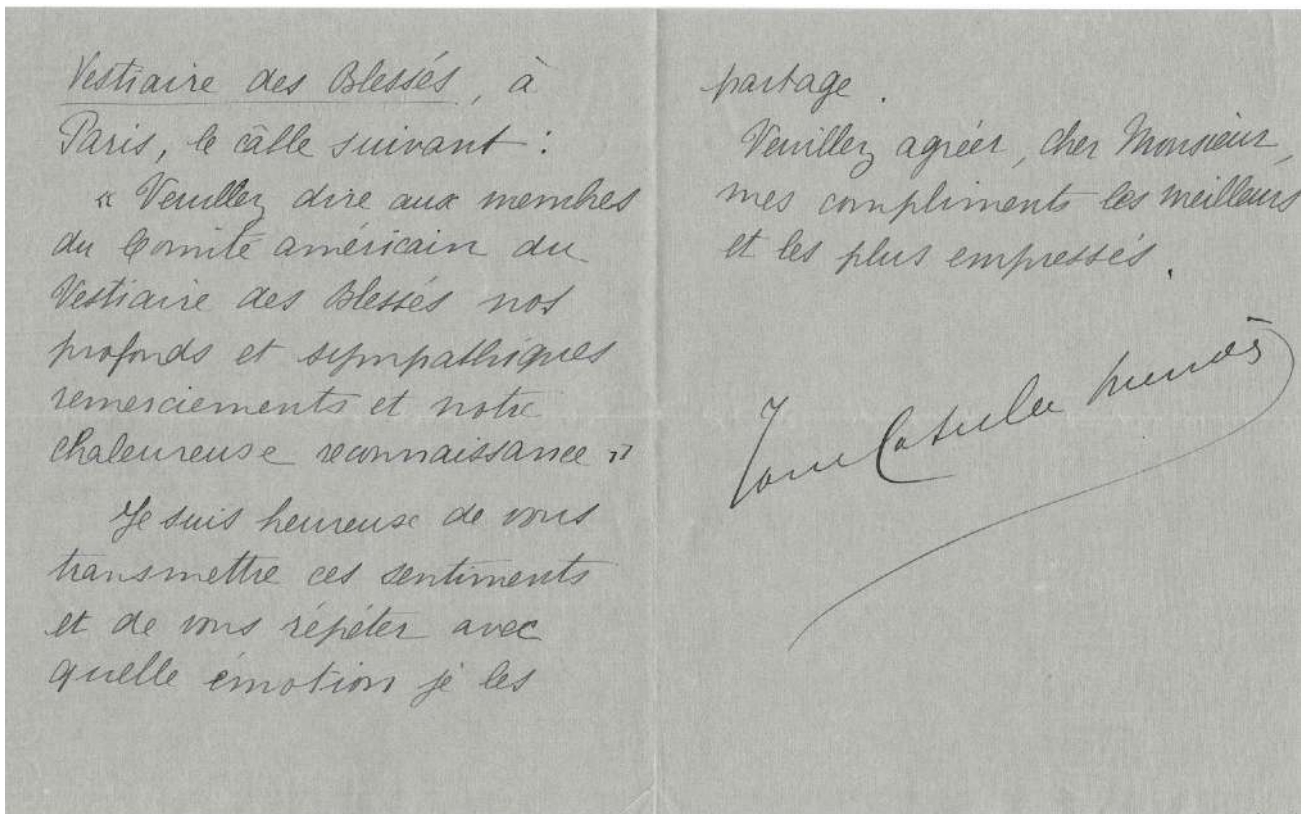 Vestiaire des Blessés, à
Paris, le câlle suivant :
« Veuillez dire aux membres
du Comité américain du
Vestiaire des Blessés nos
profonds et sympathiques
remerciements et notre
chaleureuse reconnaissance »
Je suis heureuse de vous
transmettre ces sentiments
et de vous répéter avec
quelle émotion je les
partage.
Veuillez agréer, cher Monsieur,
mes compliments les meilleurs
et les plus empressés.
Jane Catulle Mendès